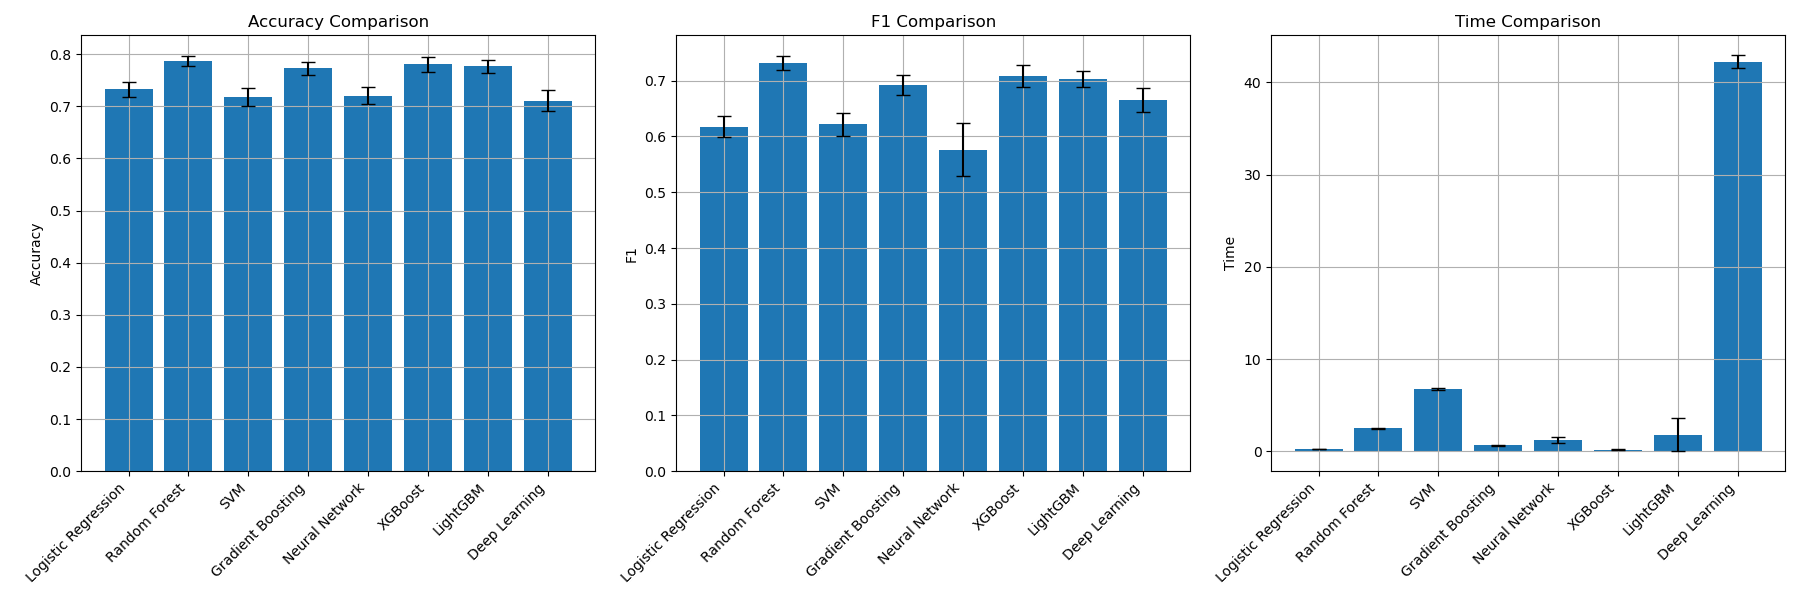 Accuracy Comparison
Accuracy
0.8
0.7
0.6
0.5
0.4
0.3
0.2
0.1
0.0
Logistic Regression
Random Forest
SVM
Gradient Boosting
Neural Network
XGBoost
LightGBM
Deep Learning
F1 Comparison
F1
0.7
0.6
0.5
0.4
0.3
0.2
0.1
0.0
Logistic Regression
Random Forest
SVM
Gradient Boosting
Neural Network
XGBoost
LightGBM
Deep Learning
Time Comparison
Time
40
30
20
10
0
Logistic Regression
Random Forest
SVM
Gradient Boosting
Neural Network
XGBoost
LightGBM
Deep Learning